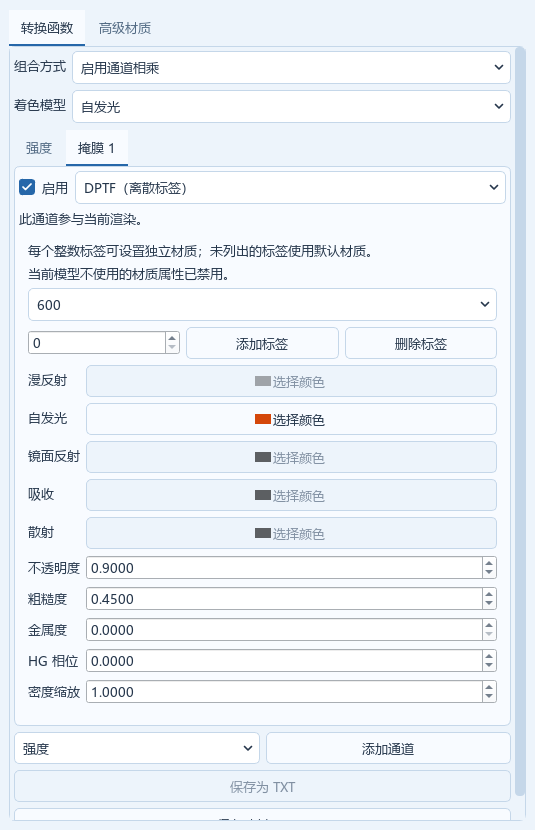 转换函数 高级材质
组合方式 启用通道相乘
着色模型 自发光
强度 掩膜 1
启用 DPTF（离散标签）
此通道参与当前渲染。
每个整数标签可设置独立材质；未列出的标签使用默认材质。
当前模型不使用的材质属性已禁用。
600
0 添加标签 删除标签
漫反射 选择颜色
自发光 选择颜色
镜面反射 选择颜色
吸收 选择颜色
散射 选择颜色
不透明度 0.9000
粗糙度 0.4500
金属度 0.0000
HG 相位 0.0000
密度缩放 1.0000
强度 添加通道
保存为 TXT